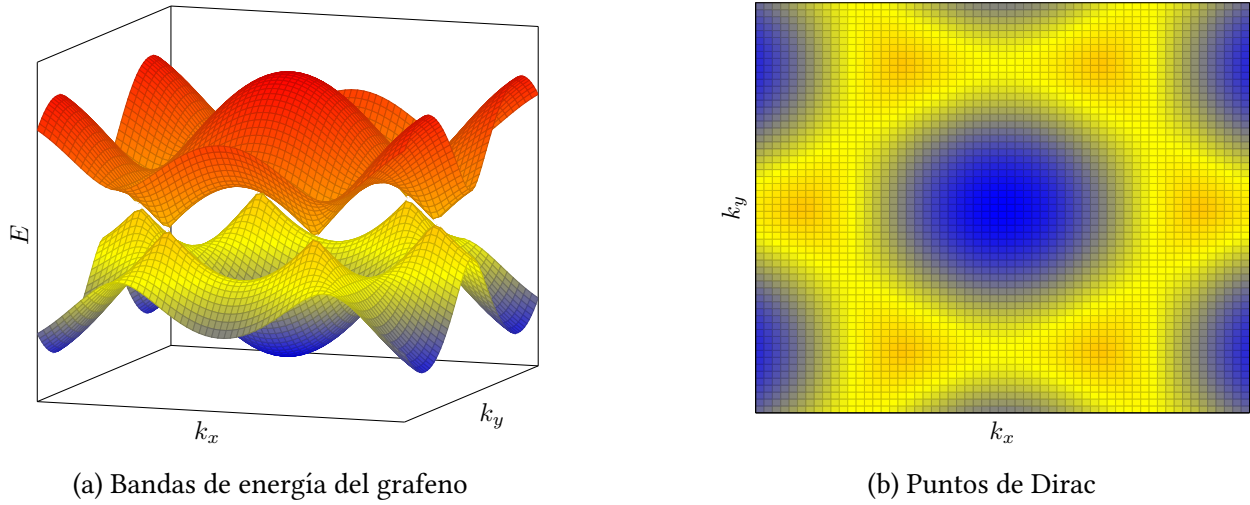 E
k_x
k_y
(a) Bandas de energía del grafeno
k_y
k_x
(b) Puntos de Dirac